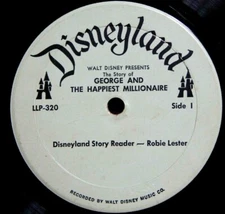 Disneyland
WALT DISNEY PRESENTS
The Story of
GEORGE AND
THE HAPPIEST MILLIONAIRE
LLP-320
Side I
Disneyland Story Reader — Robie Lester
RECORDED BY WALT DISNEY MUSIC CO.